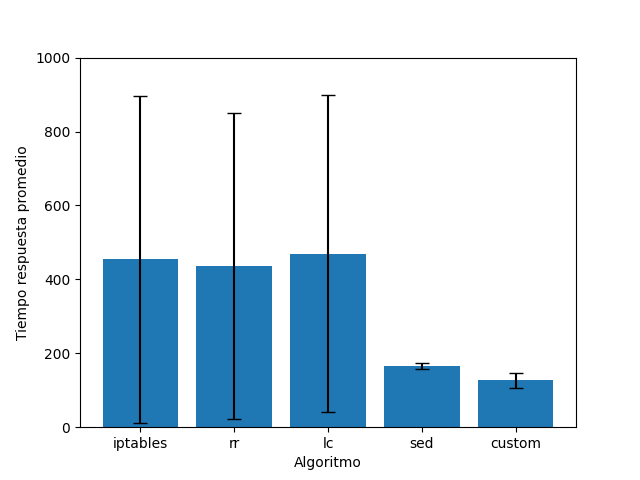 1000
800
600
400
200
0
Tiempo respuesta promedio
iptables rr lc sed custom
Algoritmo